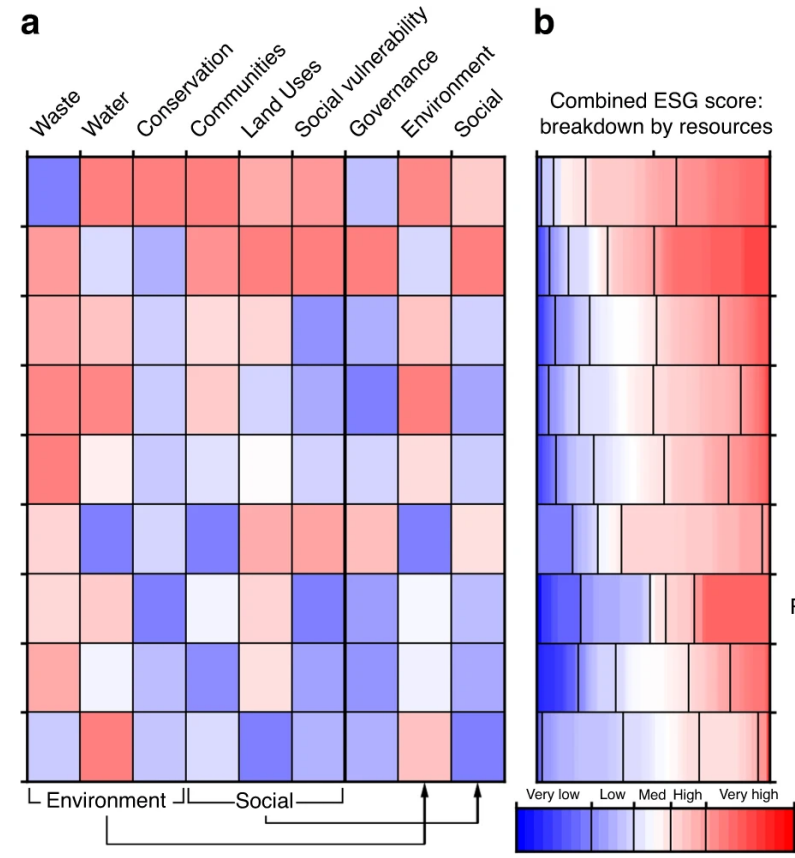 a
b
Waste
Water
Conservation
Communities
Land Uses
Social vulnerability
Governance
Environment
Social
Combined ESG score:
breakdown by resources
Environment
Social
Very low
Low
Med
High
Very high